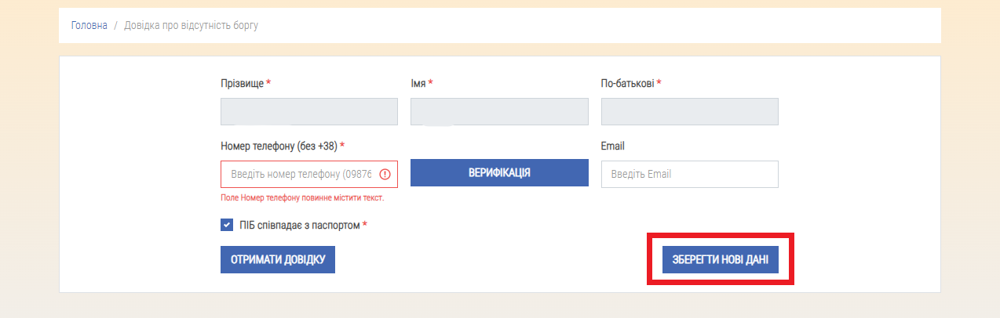 Головна / Довідка про відсутність боргу
Прізвище * Імя * По-батькові *
Номер телефону (без +38) * Email
Введіть номер телефону (09876 ВЕРИФІКАЦІЯ Введіть Email
Поле Номер телефону повинне містити текст.
ПІБ співпадає з паспортом *
ОТРИМАТИ ДОВІДКУ ЗБЕРЕГТИ НОВІ ДАНІ